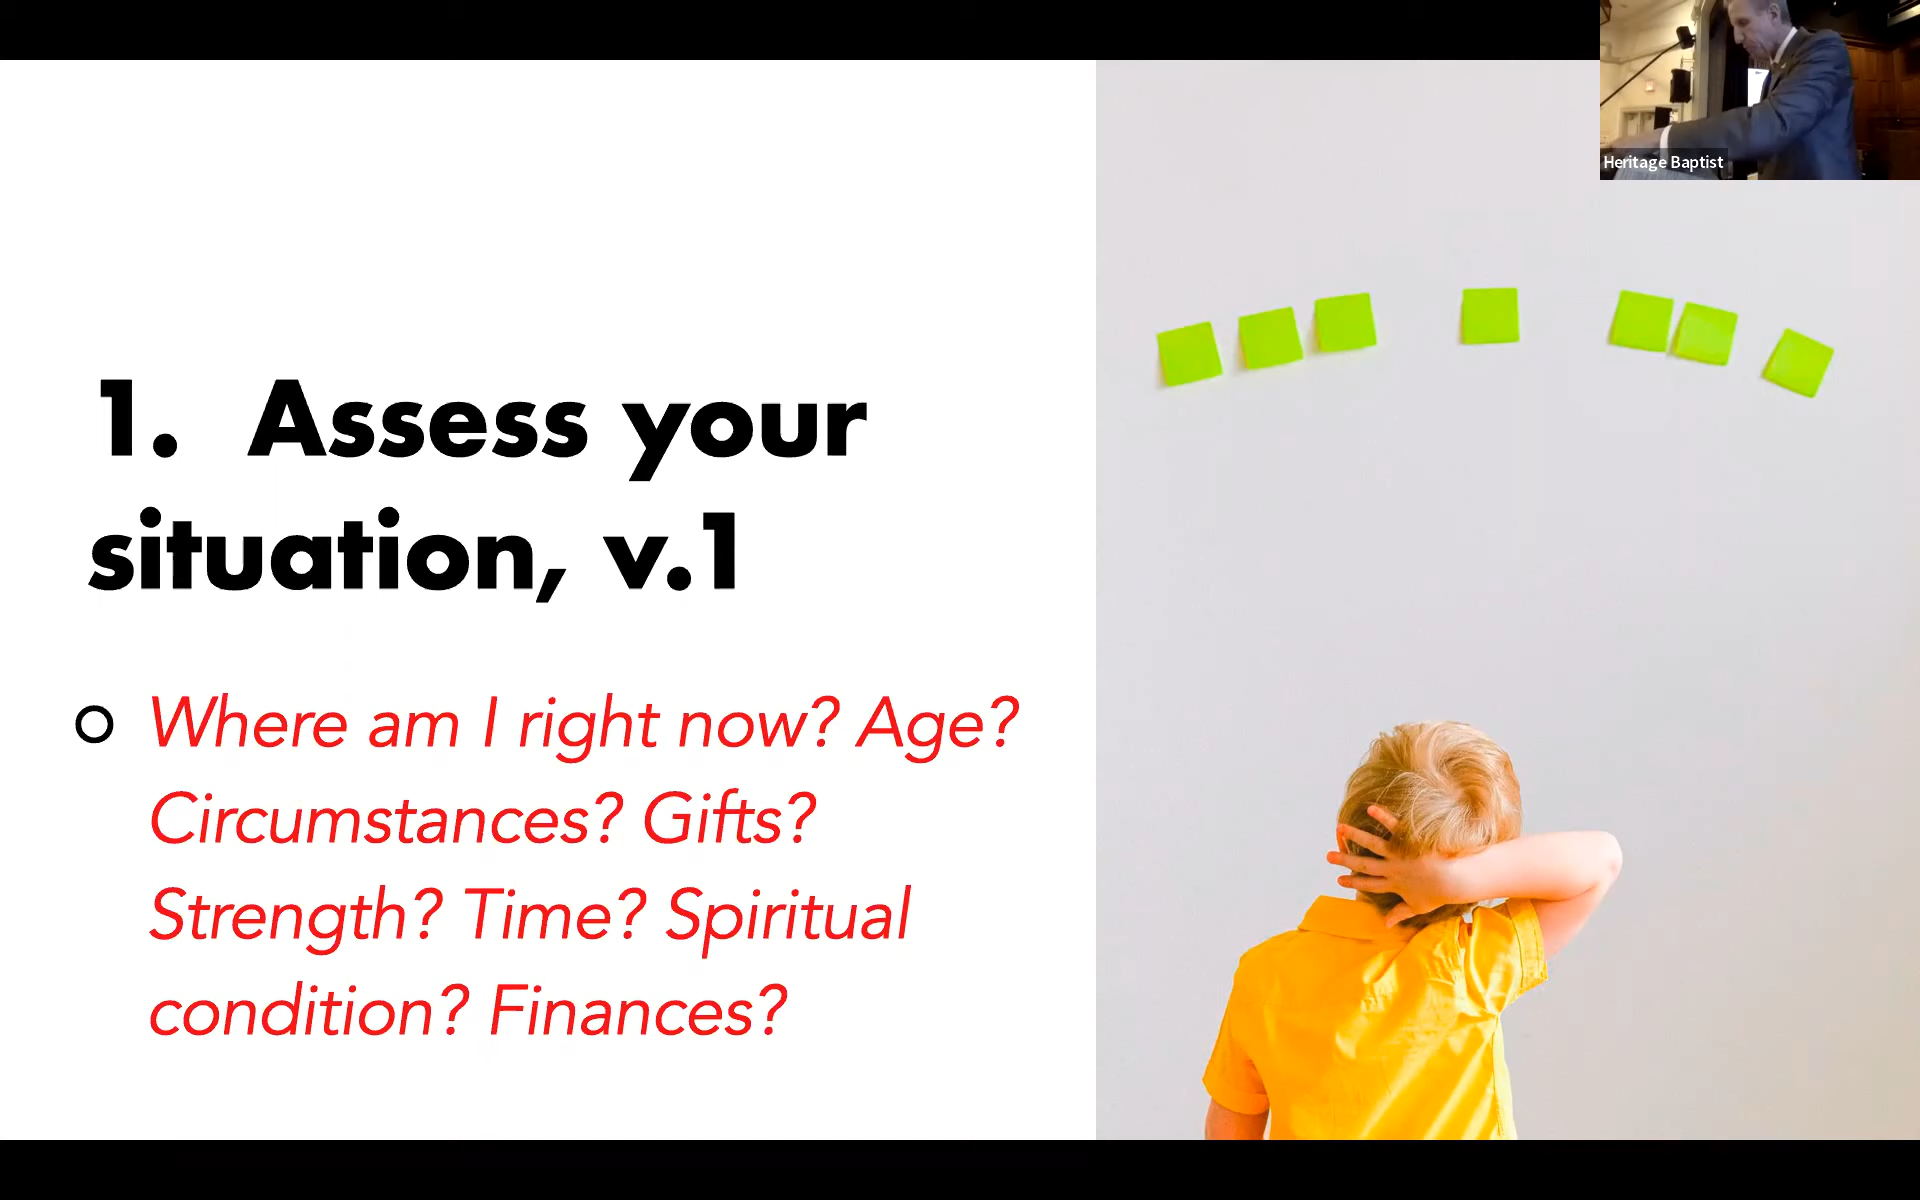 Heritage Baptist
1. Assess your
situation, v.1
Where am I right now? Age?
Circumstances? Gifts?
Strength? Time? Spiritual
condition? Finances?